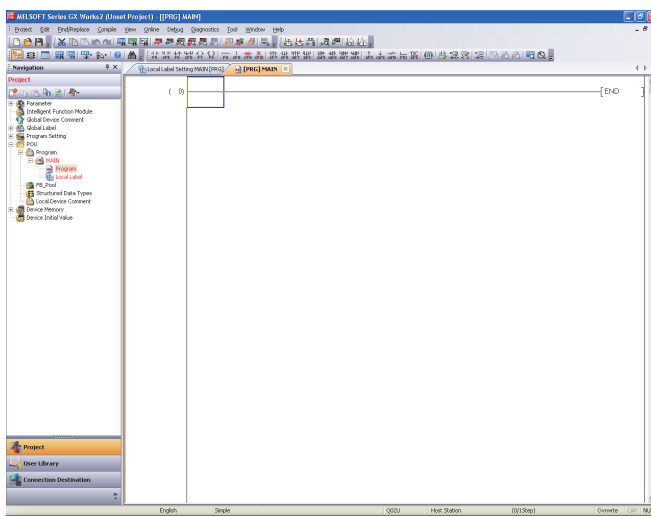 MELSOFT Series GX Works2 (Unset Project) - [[PRG] MAIN]
Project Edit Find/Replace Compile View Online Debug Diagnostics Tool Window Help
Navigation
Local Label Setting MAIN [PRG] [PRG] MAIN
Project
( 0) END
Parameter
Intelligent Function Module
Global Device Comment
Global Label
Program Setting
POU
Program
MAIN
Program
Local Label
FB_Pool
Structured Data Types
Local Device Comment
Device Memory
Device Initial Value
Project
User Library
Connection Destination
English Simple Q02U Host Station (0/1Step) Ovrwrte CAP NU